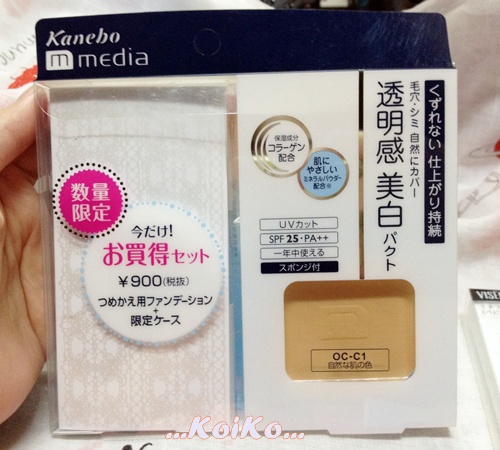 Kanebo
m media
数量
限定
今だけ!
お買得セット
¥900(税抜)
つめかえ用ファンデーション
+
限定ケース
くずれない 仕上がり持続
毛穴・シミ 自然にカバー
透明感 美白 パクト
保湿成分
コラーゲン
配合
肌に
やさしい
ミネラルパウダー
配合※
UVカット
SPF 25・PA++
一年中使える
スポンジ付
OC-C1
自然な肌の色
...KoiKo...